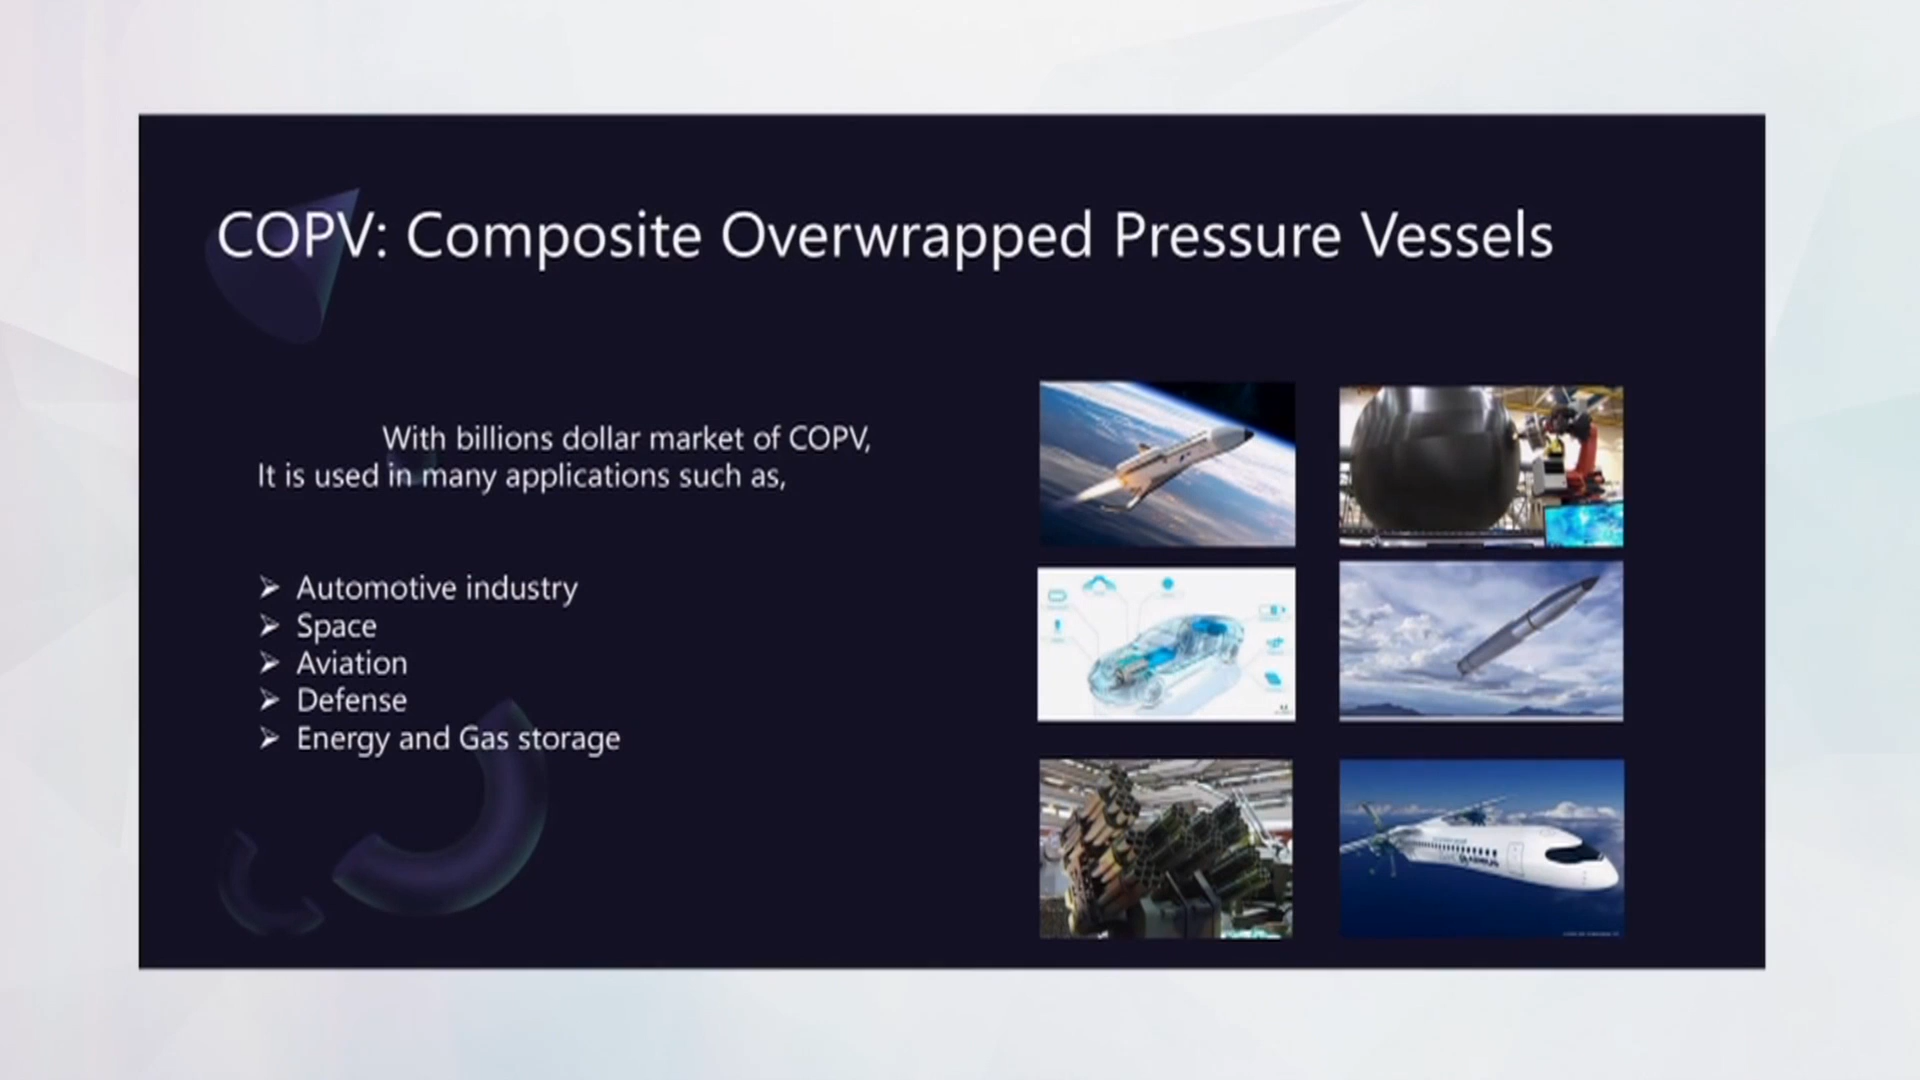 COPV: Composite Overwrapped Pressure Vessels
With billions dollar market of COPV,
It is used in many applications such as,
➢ Automotive industry
➢ Space
➢ Aviation
➢ Defense
➢ Energy and Gas storage